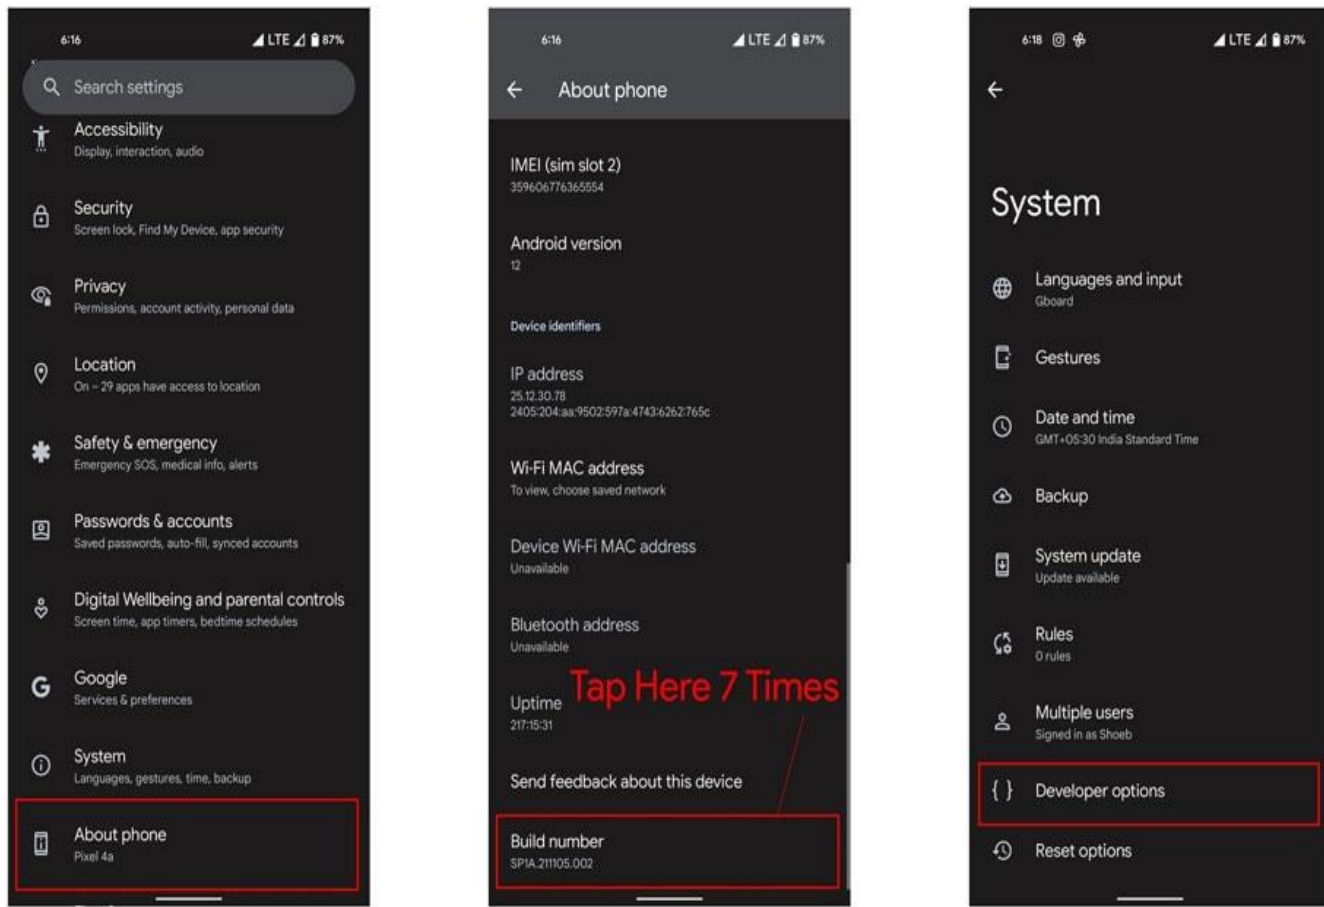 6:16
LTE 87%
Search settings
Accessibility
Display, interaction, audio
Security
Screen lock, Find My Device, app security
Privacy
Permissions, account activity, personal data
Location
On – 29 apps have access to location
Safety & emergency
Emergency SOS, medical info, alerts
Passwords & accounts
Saved passwords, auto-fill, synced accounts
Digital Wellbeing and parental controls
Screen time, app timers, bedtime schedules
Google
Services & preferences
System
Languages, gestures, time, backup
About phone
Pixel 4a
6:16
LTE 87%
About phone
IMEI (sim slot 2)
359606776365554
Android version
12
Device identifiers
IP address
25.12.30.78
2405:204:aa:9502:597a:4743:6262:765c
Wi-Fi MAC address
To view, choose saved network
Device Wi-Fi MAC address
Unavailable
Bluetooth address
Unavailable
Tap Here 7 Times
Uptime
217:15:31
Send feedback about this device
Build number
SP1A.211105.002
6:18
LTE 87%
System
Languages and input
Gboard
Gestures
Date and time
GMT+05:30 India Standard Time
Backup
System update
Update available
Rules
0 rules
Multiple users
Signed in as Shoeb
{ } Developer options
Reset options